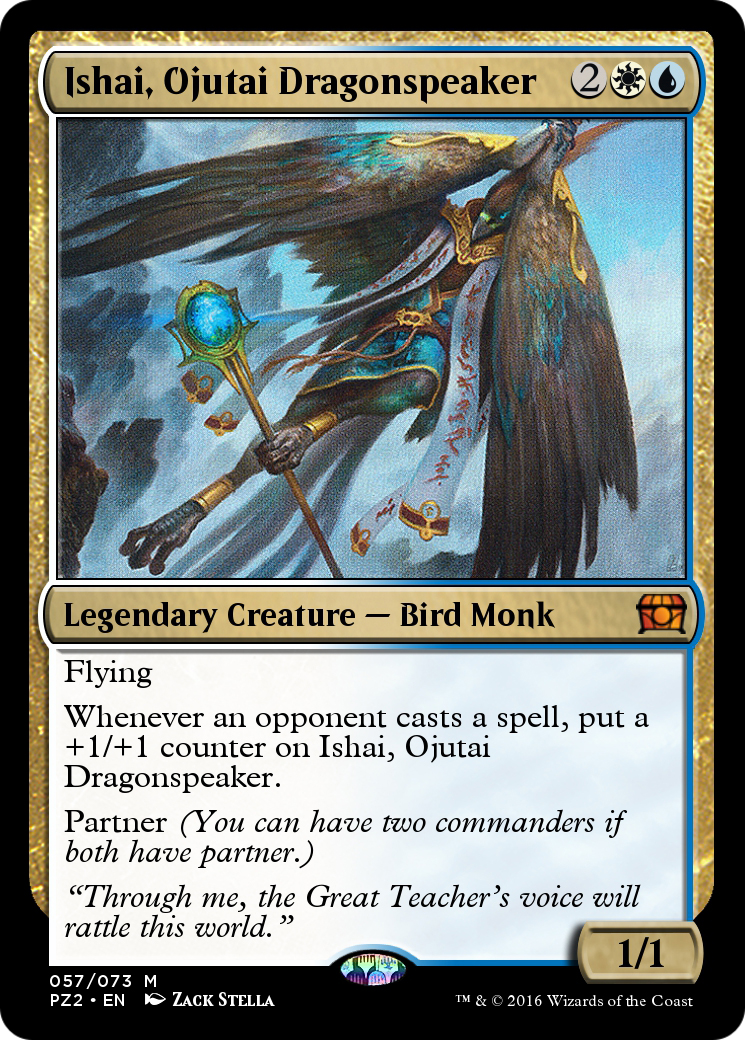 Ishai, Ojutai Dragonspeaker 2
Legendary Creature — Bird Monk
Flying
Whenever an opponent casts a spell, put a
+1/+1 counter on Ishai, Ojutai
Dragonspeaker.
Partner (You can have two commanders if
both have partner.)
“Through me, the Great Teacher’s voice will
rattle this world.”
1/1
057/073 M
PZ2 • EN Zack Stella
™ & © 2016 Wizards of the Coast